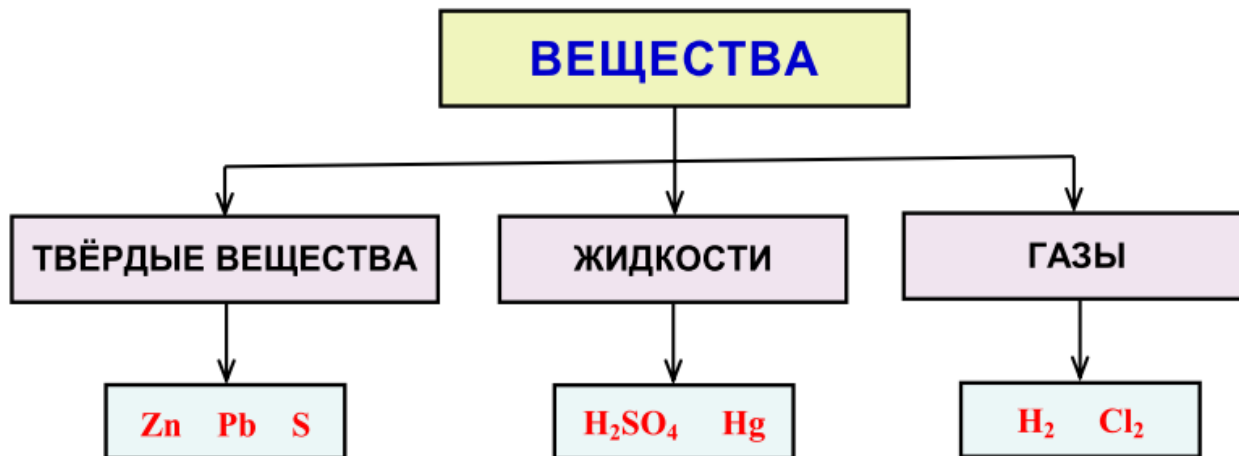 ВЕЩЕСТВА
ТВЁРДЫЕ ВЕЩЕСТВА ЖИДКОСТИ ГАЗЫ
Zn Pb S H₂SO₄ Hg H₂ Cl₂